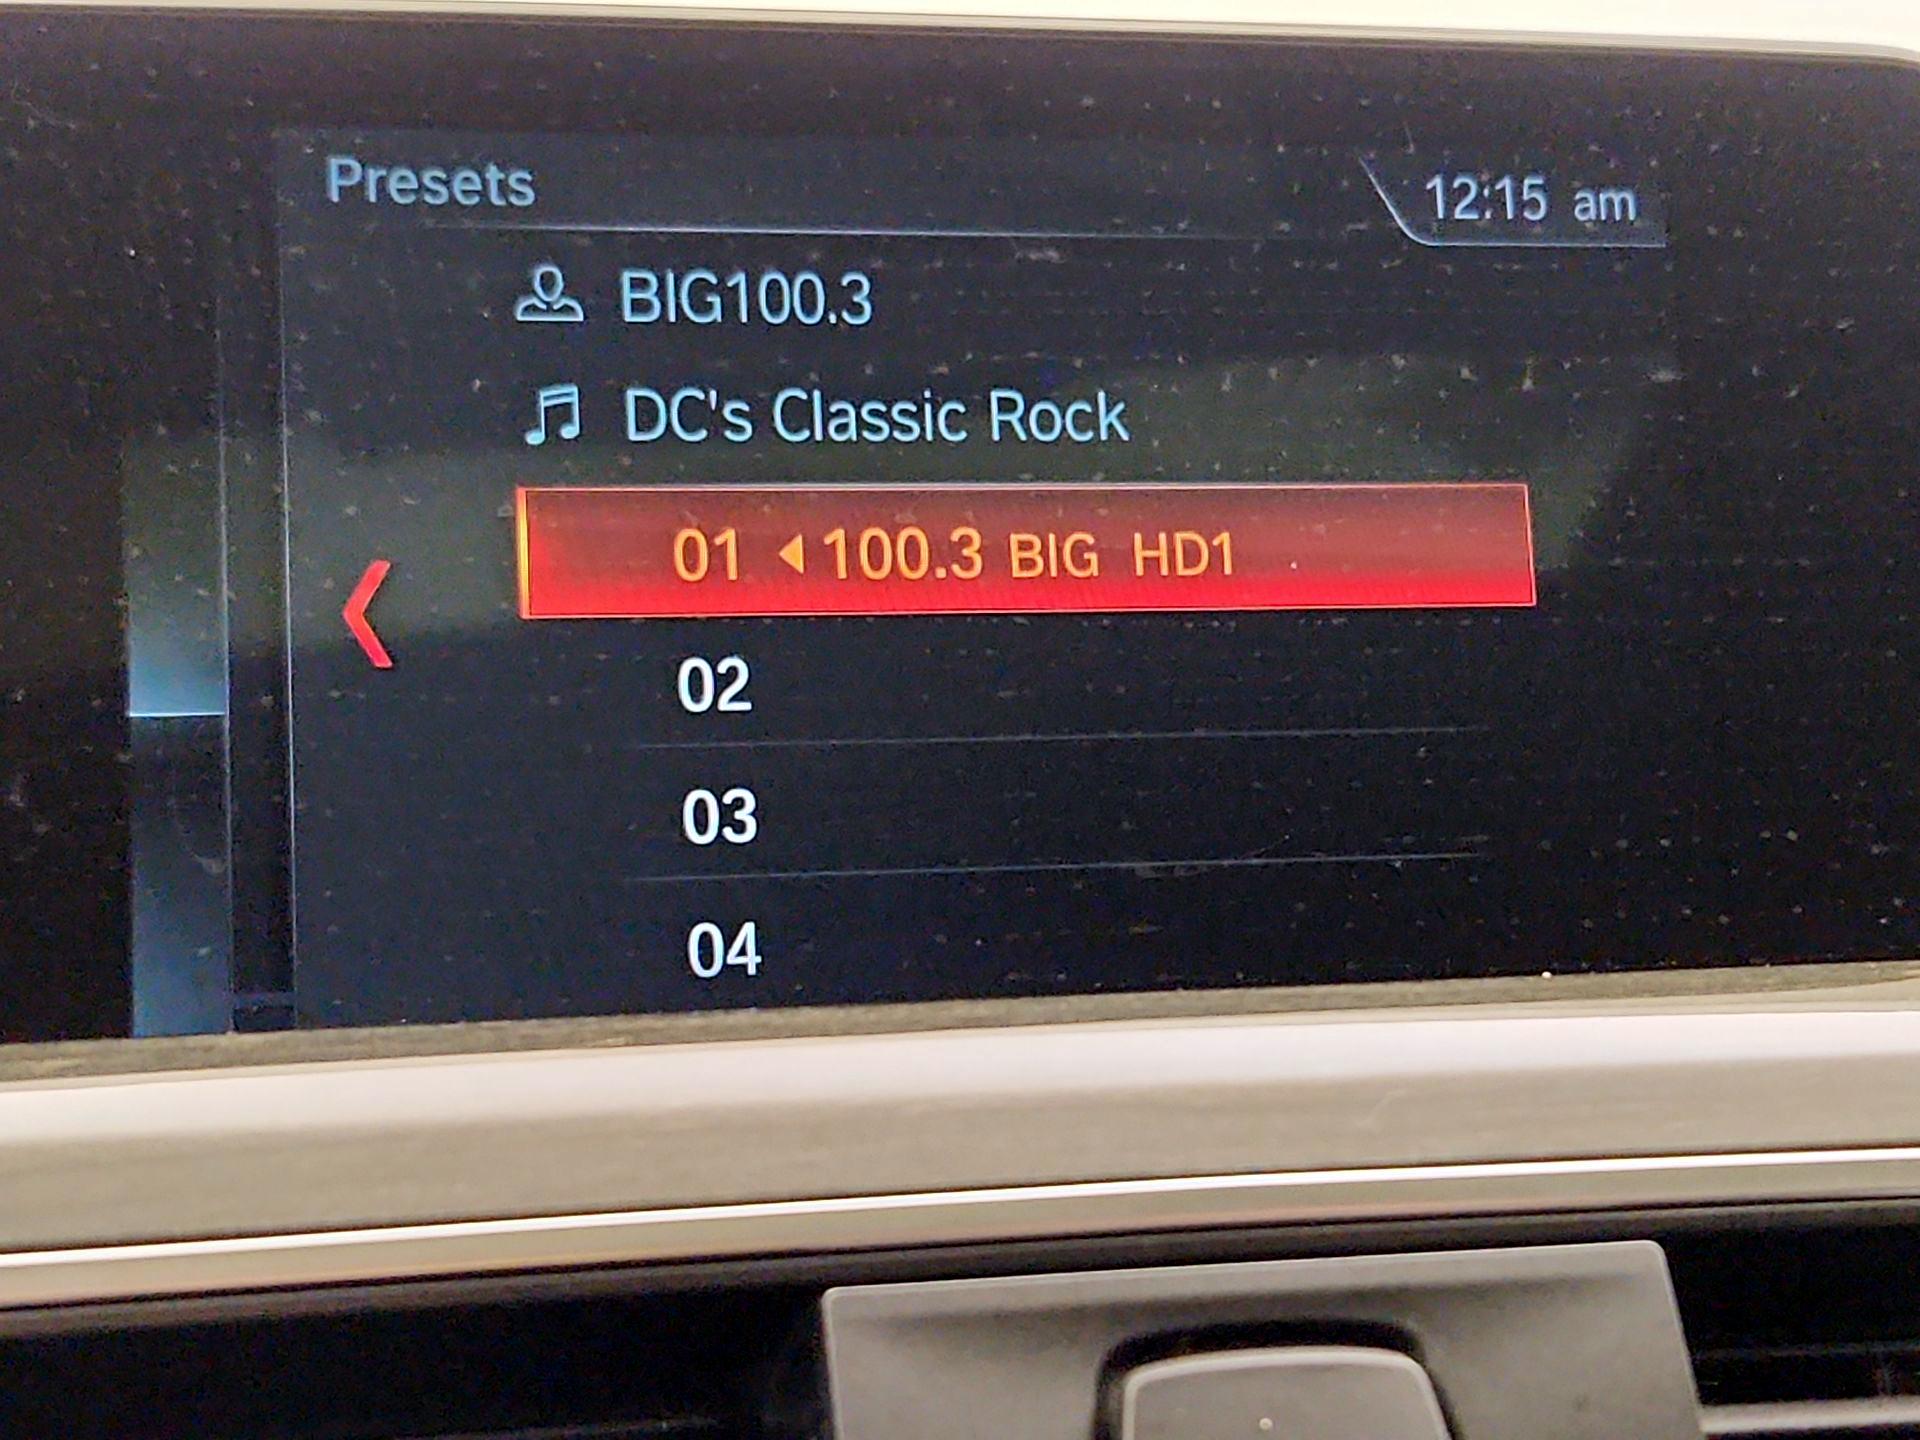 Presets
12:15 am
BIG100.3
DC's Classic Rock
01 ◄100.3 BIG HD1
02
03
04